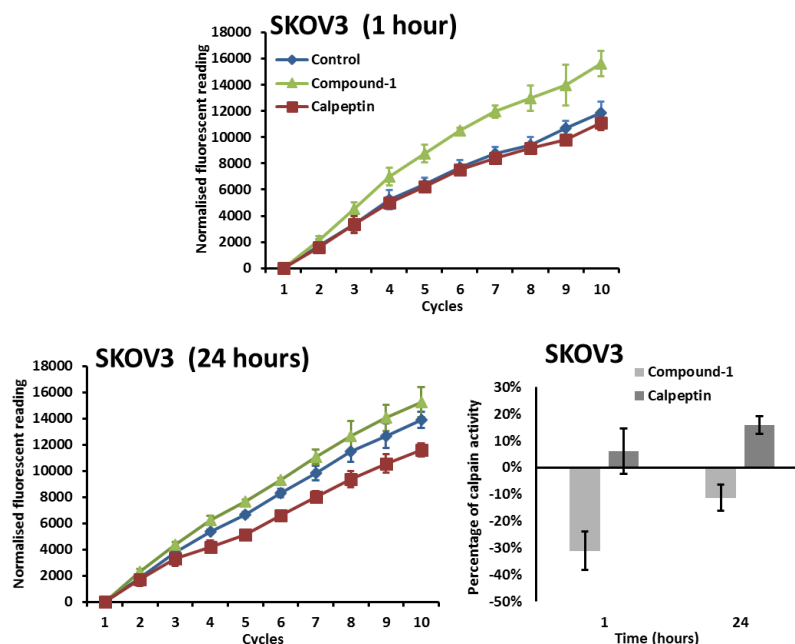 SKOV3 (1 hour)
Normalised fluorescent reading
18000
16000
14000
12000
10000
8000
6000
4000
2000
0
Control
Compound-1
Calpeptin
1 2 3 4 5 6 7 8 9 10
Cycles
SKOV3 (24 hours)
Normalised fluorescent reading
18000
16000
14000
12000
10000
8000
6000
4000
2000
0
1 2 3 4 5 6 7 8 9 10
Cycles
SKOV3
Compound-1
Calpeptin
Percentage of calpain activity
30%
20%
10%
0%
-10%
-20%
-30%
-40%
-50%
1 24
Time (hours)